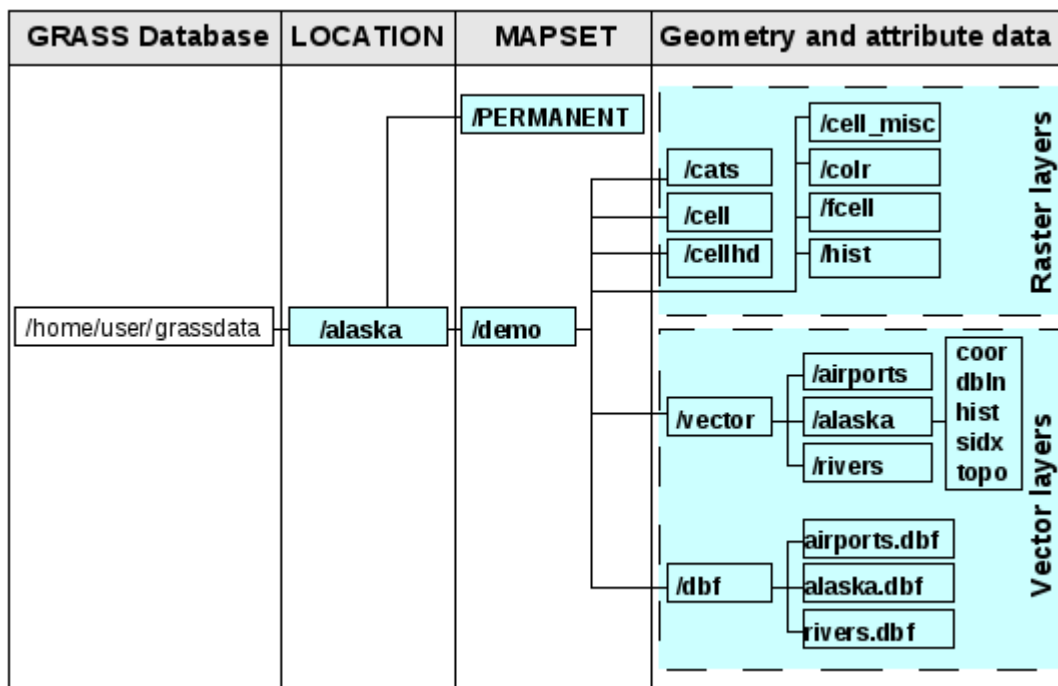 GRASS Database
LOCATION
MAPSET
Geometry and attribute data
/PERMANENT
/cats
/cell
/cellhd
/cell_misc
/colr
/fcell
/hist
Raster layers
/home/user/grassdata
/alaska
/demo
/vector
/airports
/alaska
/rivers
coor
dbln
hist
sidx
topo
/dbf
airports.dbf
alaska.dbf
rivers.dbf
Vector layers